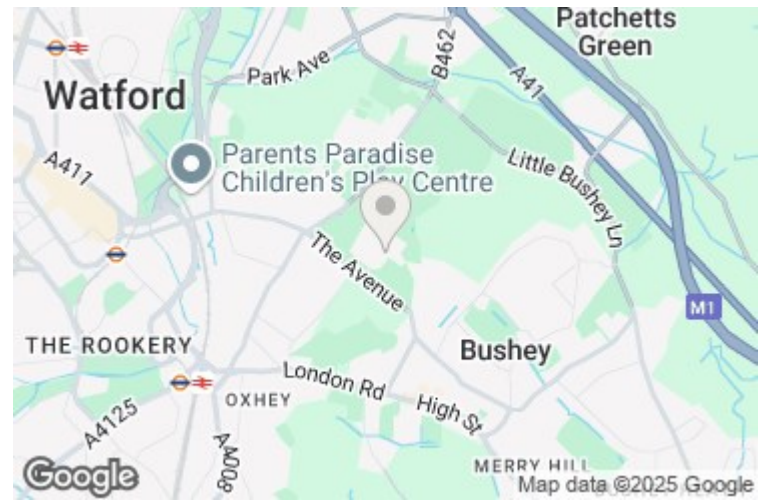 Patchetts
Green
B462
A41
Park Ave
Watford
A411
Parents Paradise
Children's Play Centre
Little Bushey Ln
The Avenue
M1
THE ROOKERY
Bushey
London Rd
OXHEY
High St
A4125
A4008
MERRY HILL
Google
Map data ©2025 Google